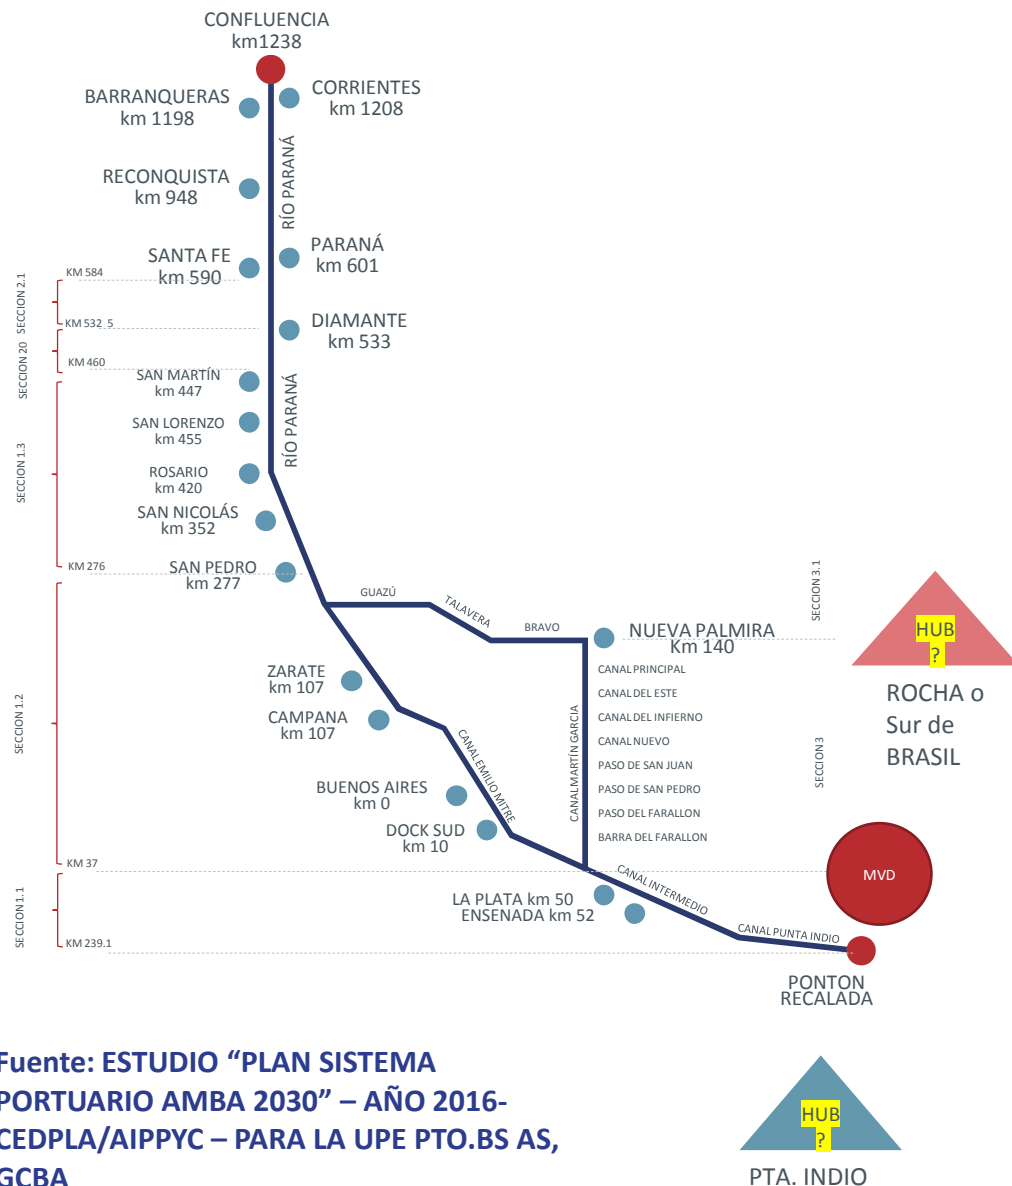 CONFLUENCIA
km1238
CORRIENTES
km 1208
BARRANQUERAS
km 1198
RÍO PARANÁ
RECONQUISTA
km 948
PARANÁ
km 601
SANTA FE
km 590
KM 584
SECCION 2.1
DIAMANTE
km 533
KM 532 5
SECCION 20
KM 460
SAN MARTÍN
km 447
RÍO PARANÁ
SAN LORENZO
km 455
SECCION 1.3
ROSARIO
km 420
SAN NICOLÁS
km 352
KM 276
SAN PEDRO
km 277
GUAZÚ
TALAVERA
BRAVO
SECCION 3.1
NUEVA PALMIRA
Km 140
HUB
?
ROCHA o
Sur de
BRASIL
CANAL PRINCIPAL
CANAL DEL ESTE
CANAL DEL INFIERNO
CANAL NUEVO
PASO DE SAN JUAN
PASO DE SAN PEDRO
PASO DEL FARALLON
BARRA DEL FARALLON
SECCION 3
CANAL MARTÍN GARCIA
ZARATE
km 107
CAMPANA
km 107
SECCION 1.2
CANAL EMILIO MITRE
BUENOS AIRES
km 0
DOCK SUD
km 10
KM 37
MVD
CANAL INTERMEDIO
LA PLATA km 50
ENSENADA km 52
SECCION 1.1
CANAL PUNTA INDIO
KM 239.1
PONTON
RECALADA
Fuente: ESTUDIO “PLAN SISTEMA
PORTUARIO AMBA 2030” – AÑO 2016-
CEDPLA/AIPPYC – PARA LA UPE PTO.BS AS,
GCBA
HUB
?
PTA. INDIO